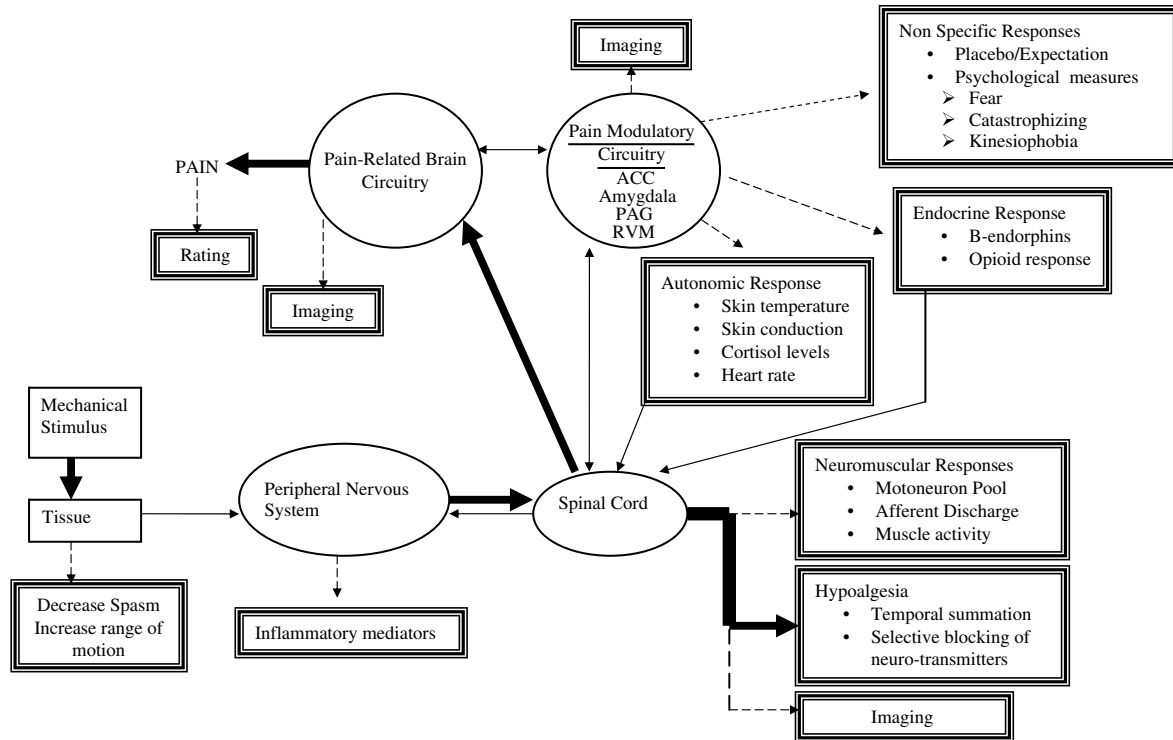 Imaging
Non Specific Responses
• Placebo/Expectation
• Psychological measures
➢ Fear
➢ Catastrophizing
➢ Kinesiophobia
Pain Modulatory
Circuitry
ACC
Amygdala
PAG
RVM
Pain-Related Brain
Circuitry
PAIN
Rating
Imaging
Endocrine Response
• B-endorphins
• Opioid response
Autonomic Response
• Skin temperature
• Skin conduction
• Cortisol levels
• Heart rate
Mechanical
Stimulus
Tissue
Peripheral Nervous
System
Spinal Cord
Neuromuscular Responses
• Motoneuron Pool
• Afferent Discharge
• Muscle activity
Decrease Spasm
Increase range of
motion
Inflammatory mediators
Hypoalgesia
• Temporal summation
• Selective blocking of
neuro-transmitters
Imaging